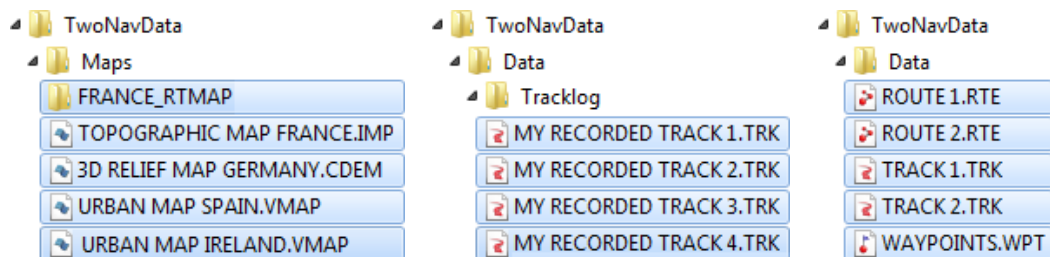 TwoNavData
Maps
FRANCE_RTMAP
TOPOGRAPHIC MAP FRANCE.IMP
3D RELIEF MAP GERMANY.CDEM
URBAN MAP SPAIN.VMAP
URBAN MAP IRELAND.VMAP
TwoNavData
Data
Tracklog
MY RECORDED TRACK 1.TRK
MY RECORDED TRACK 2.TRK
MY RECORDED TRACK 3.TRK
MY RECORDED TRACK 4.TRK
TwoNavData
Data
ROUTE 1.RTE
ROUTE 2.RTE
TRACK 1.TRK
TRACK 2.TRK
WAYPOINTS.WPT